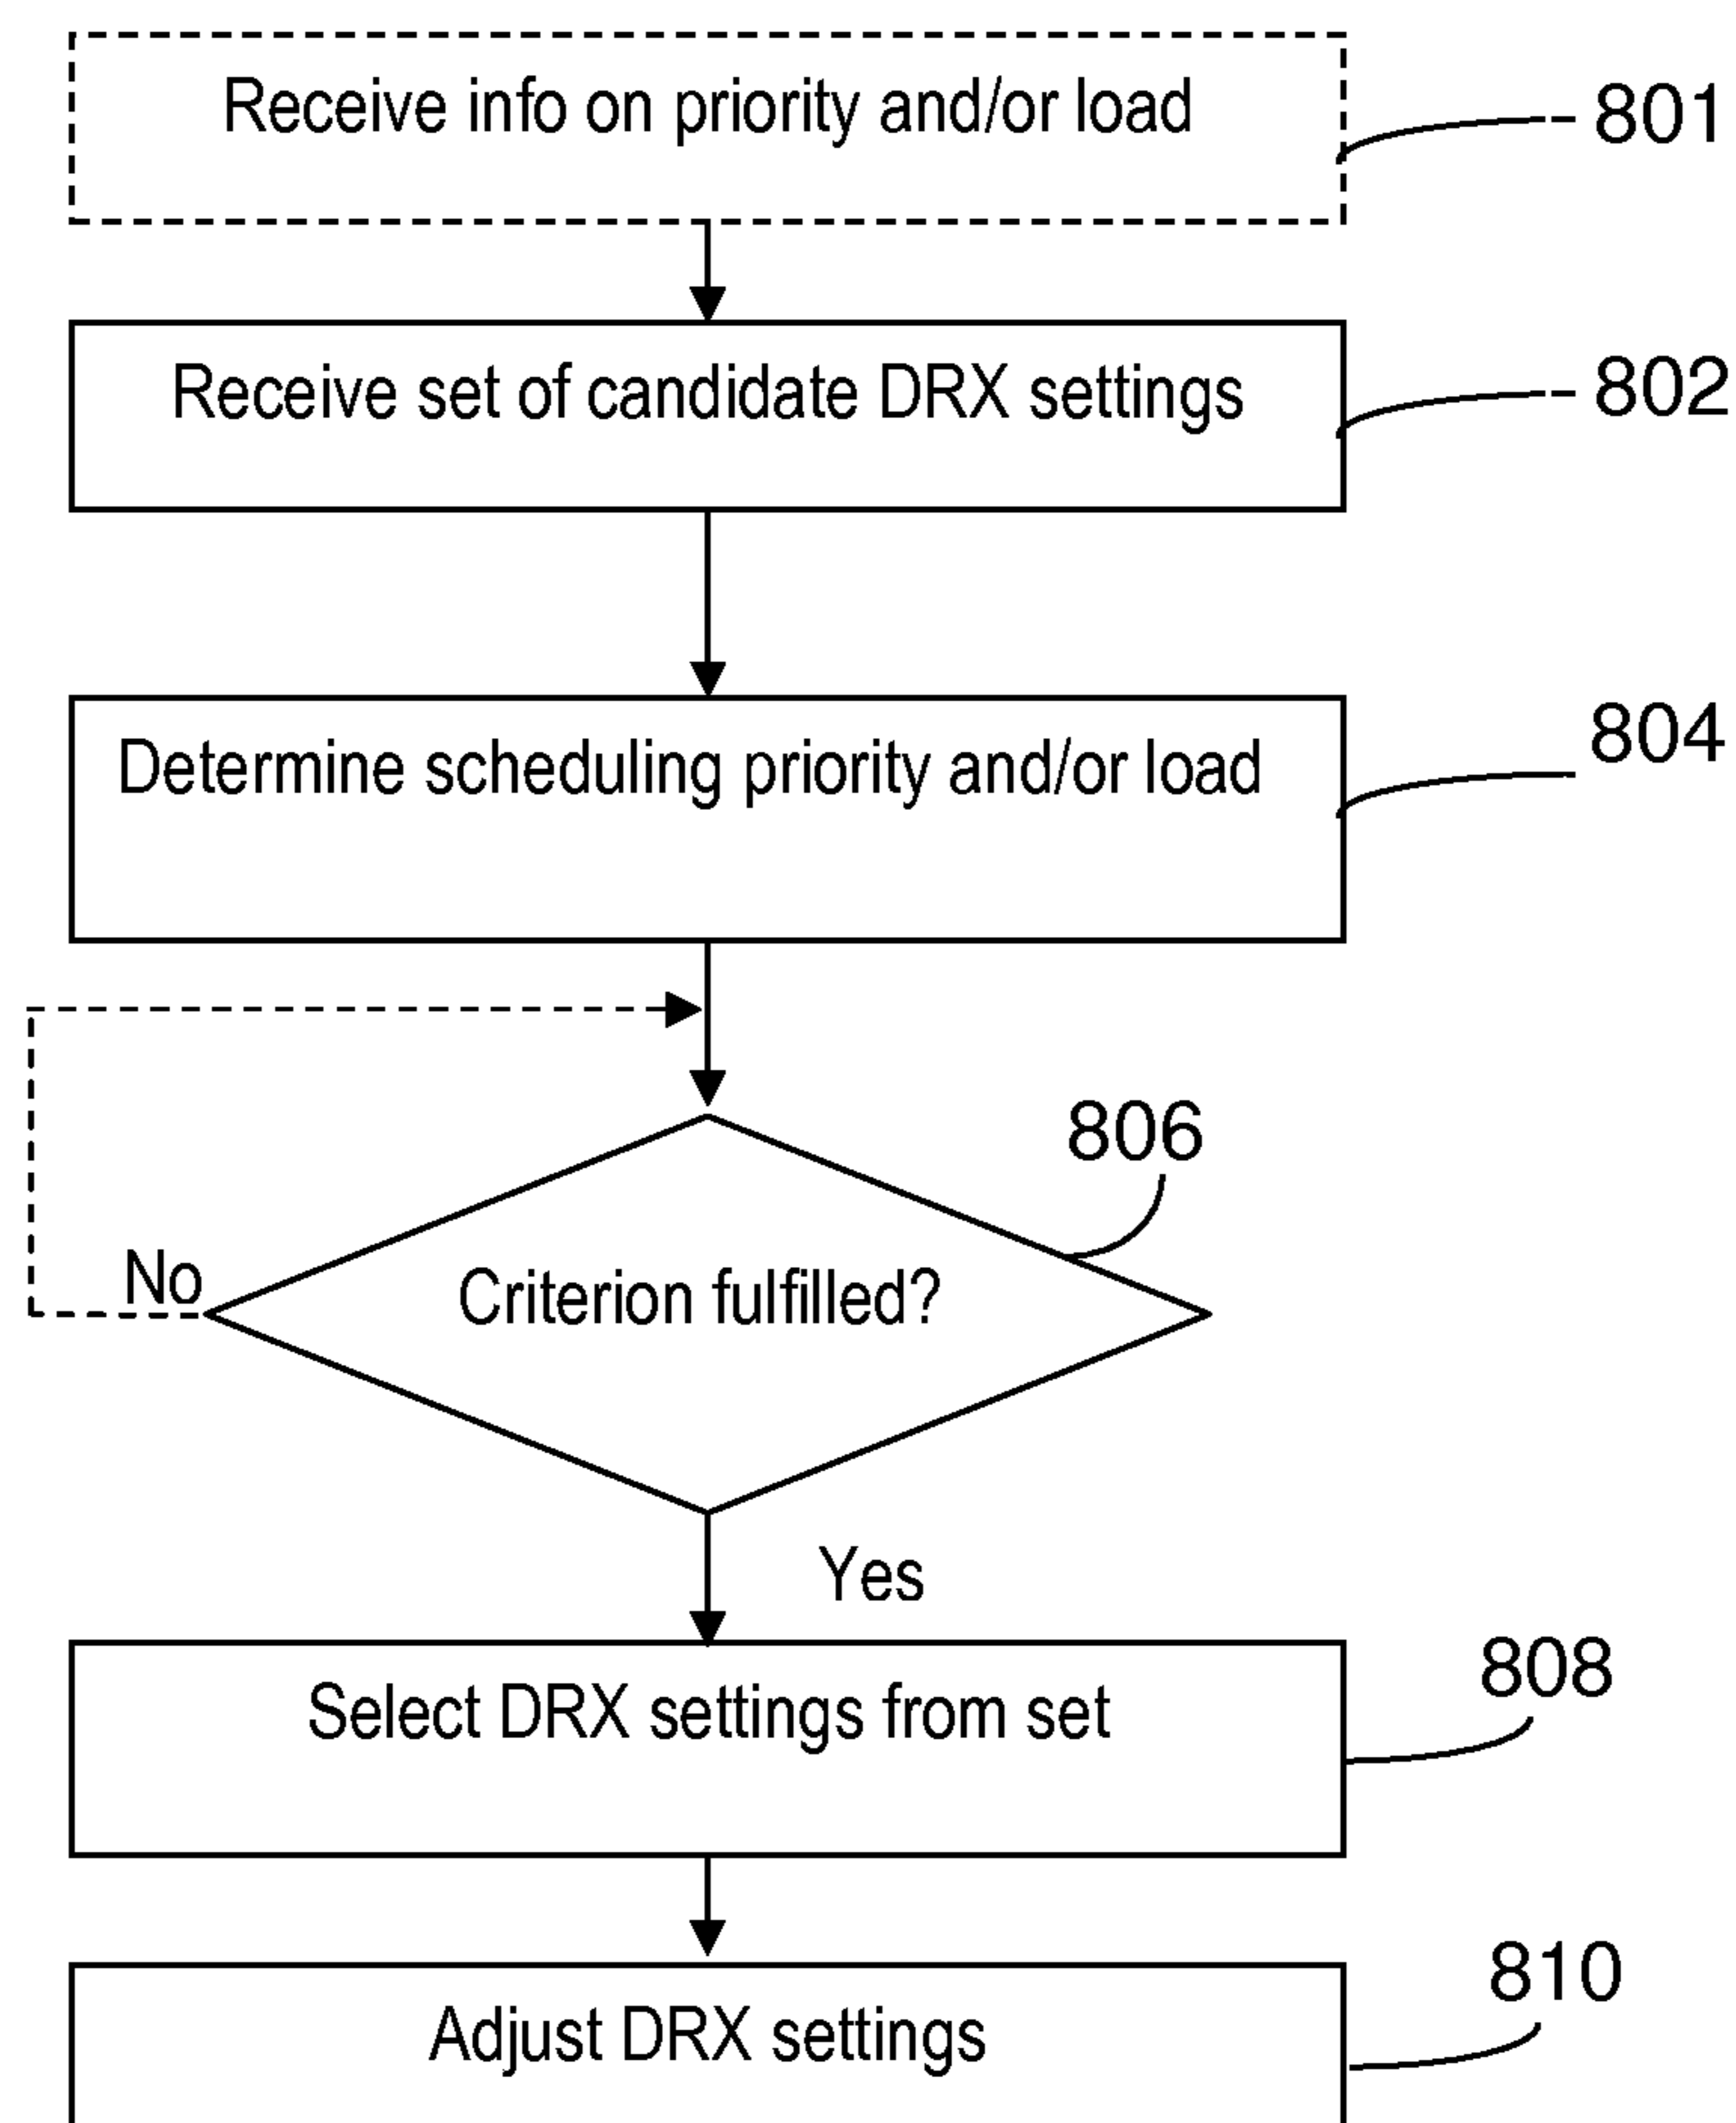 Receive info on priority and/or load
801
Receive set of candidate DRX settings
802
Determine scheduling priority and/or load
804
806
No
Criterion fulfilled?
Yes
Select DRX settings from set
808
Adjust DRX settings
810